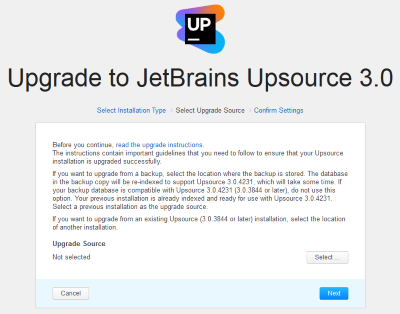 UP
Upgrade to JetBrains Upsource 3.0
Select Installation Type Select Upgrade Source Confirm Settings
Before you continue, read the upgrade instructions.
The instructions contain important guidelines that you need to follow to ensure that your Upsource
installation is upgraded successfully.
If you want to upgrade from a backup, select the location where the backup is stored. The database
in the backup copy will be re-indexed to support Upsource 3.0.4231, which will take some time. If
your backup database is compatible with Upsource 3.0.4231 (3.0.3844 or later), do not use this
option. Your previous installation is already indexed and ready for use with Upsource 3.0.4231.
Select a previous installation as the upgrade source.
If you want to upgrade from an existing Upsource (3.0.3844 or later) installation, select the location
of another installation.
Upgrade Source
Not selected Select ...
Cancel Next